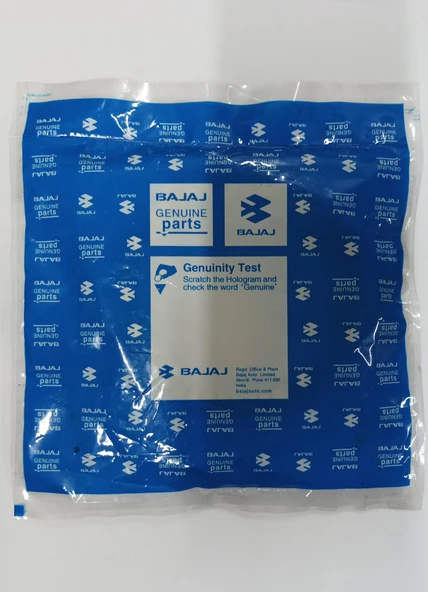 BAJAJ
GENUINE
parts
BAJAJ
Genuinity Test
Scratch the Hologram and
check the word "Genuine"
BAJAJ
Regd. Office & Plant
Bajaj Auto Limited
Akurdi Pune 411 035
India
bajajauto.com